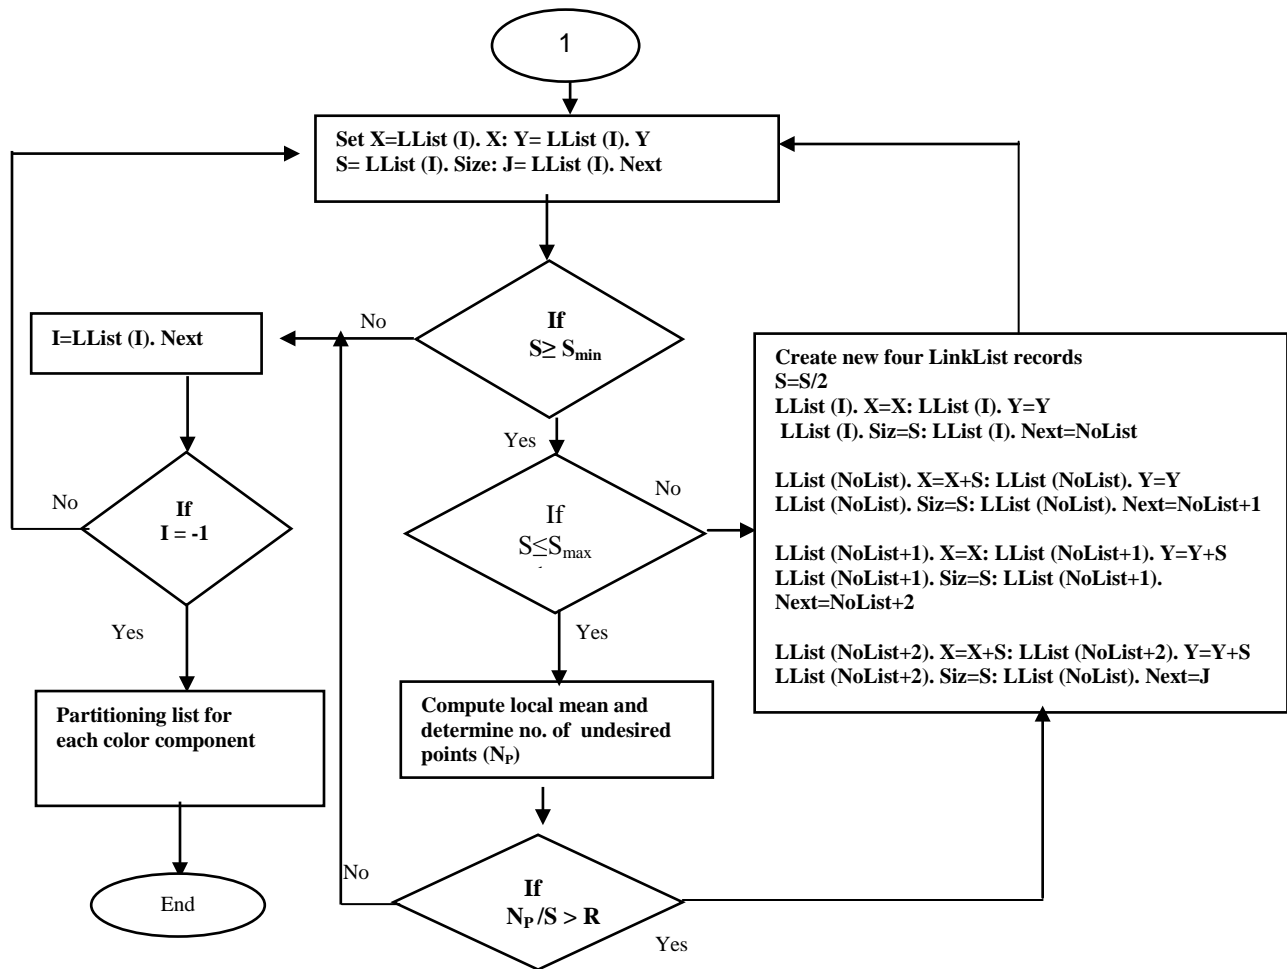 1
Set X=LList (I). X: Y= LList (I). Y
S= LList (I). Size: J= LList (I). Next
If
S≥ Smin
No
Yes
I=LList (I). Next
If
I = -1
No
Yes
Partitioning list for
each color component
End
If
S≤Smax
No
Yes
Compute local mean and
determine no. of undesired
points (NP)
If
NP /S > R
No
Yes
Create new four LinkList records
S=S/2
LList (I). X=X: LList (I). Y=Y
LList (I). Siz=S: LList (I). Next=NoList
LList (NoList). X=X+S: LList (NoList). Y=Y
LList (NoList). Siz=S: LList (NoList). Next=NoList+1
LList (NoList+1). X=X: LList (NoList+1). Y=Y+S
LList (NoList+1). Siz=S: LList (NoList+1).
Next=NoList+2
LList (NoList+2). X=X+S: LList (NoList+2). Y=Y+S
LList (NoList+2). Siz=S: LList (NoList). Next=J